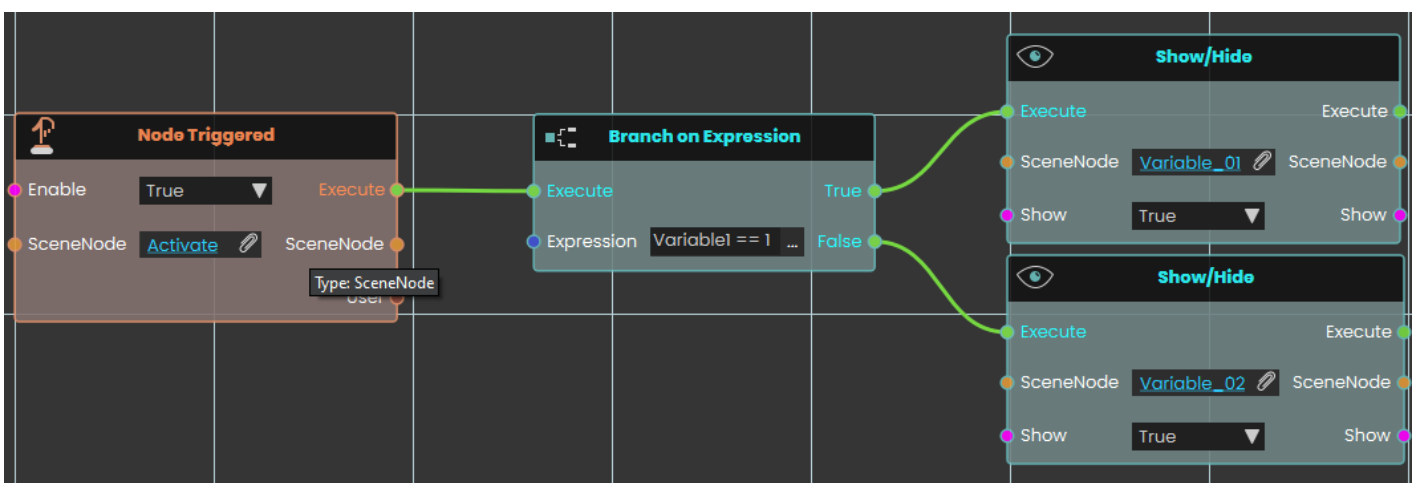 Node Triggered
Enable True Execute
SceneNode Activate SceneNode
Type: SceneNode
User
Branch on Expression
Execute True
Expression Variable1 == 1 ... False
Show/Hide
Execute Execute
SceneNode Variable_01 SceneNode
Show True Show
Show/Hide
Execute Execute
SceneNode Variable_02 SceneNode
Show True Show